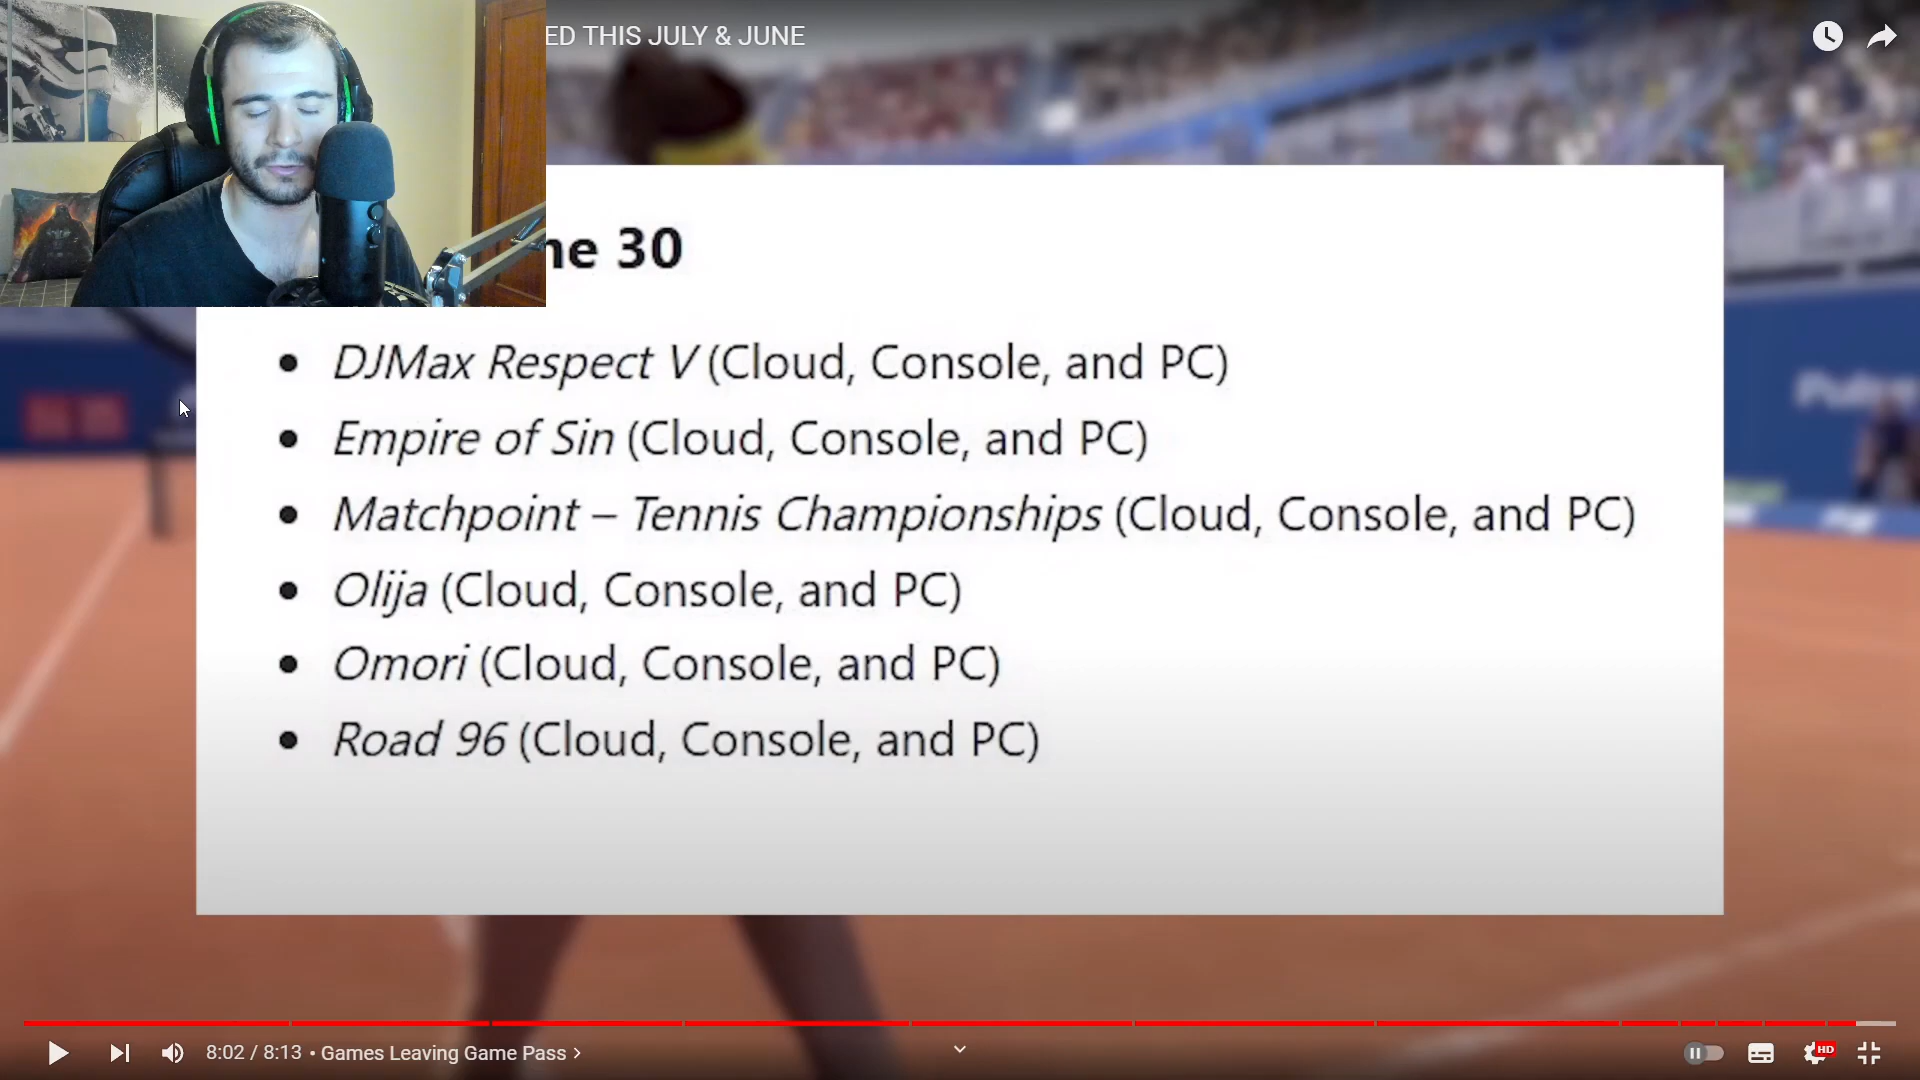 ED THIS JULY & JUNE
ne 30
• DJMax Respect V (Cloud, Console, and PC)
• Empire of Sin (Cloud, Console, and PC)
• Matchpoint – Tennis Championships (Cloud, Console, and PC)
• Olija (Cloud, Console, and PC)
• Omori (Cloud, Console, and PC)
• Road 96 (Cloud, Console, and PC)
8:02 / 8:13 • Games Leaving Game Pass >
HD